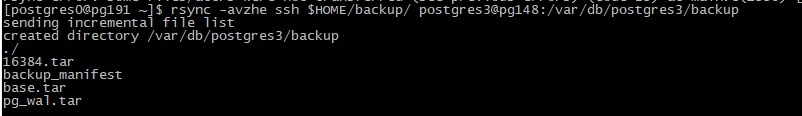 [postgres0@pg191 ~]$ rsync -avzhe ssh $HOME/backup/ postgres3@pg148:/var/db/postgres3/backup
sending incremental file list
created directory /var/db/postgres3/backup
./
16384.tar
backup_manifest
base.tar
pg_wal.tar